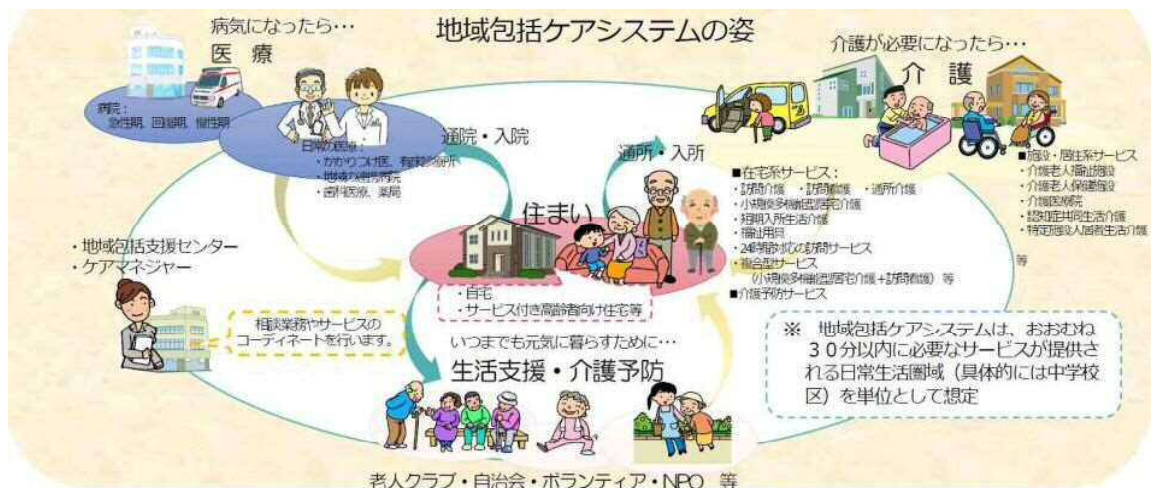 地域包括ケアシステムの姿
病気になったら･･･
医 療
病院：
急性期、回復期、慢性期
日常の医療：
・かかりつけ医、有床診療所
・地域の連携病院
・歯科医療、薬局
通院・入院
通所・入所
介護が必要になったら･･･
介 護
■在宅系サービス：
・訪問介護 ・訪問看護 ・通所介護
・小規模多機能型居宅介護
・短期入所生活介護
・福祉用具
・24時間対応の訪問サービス
・複合型サービス
（小規模多機能型居宅介護＋訪問看護）等
■介護予防サービス
■施設・居住系サービス
・介護老人福祉施設
・介護老人保健施設
・介護医療院
・認知症共同生活介護
・特定施設入居者生活介護
等
住まい
・自宅
・サービス付き高齢者向け住宅等
・地域包括支援センター
・ケアマネジャー
相談業務やサービスの
コーディネートを行います。
いつまでも元気に暮らすために･･･
生活支援・介護予防
老人クラブ・自治会・ボランティア・NPO 等
※ 地域包括ケアシステムは、おおむね
３０分以内に必要なサービスが提供さ
れる日常生活圏域（具体的には中学校
区）を単位として想定